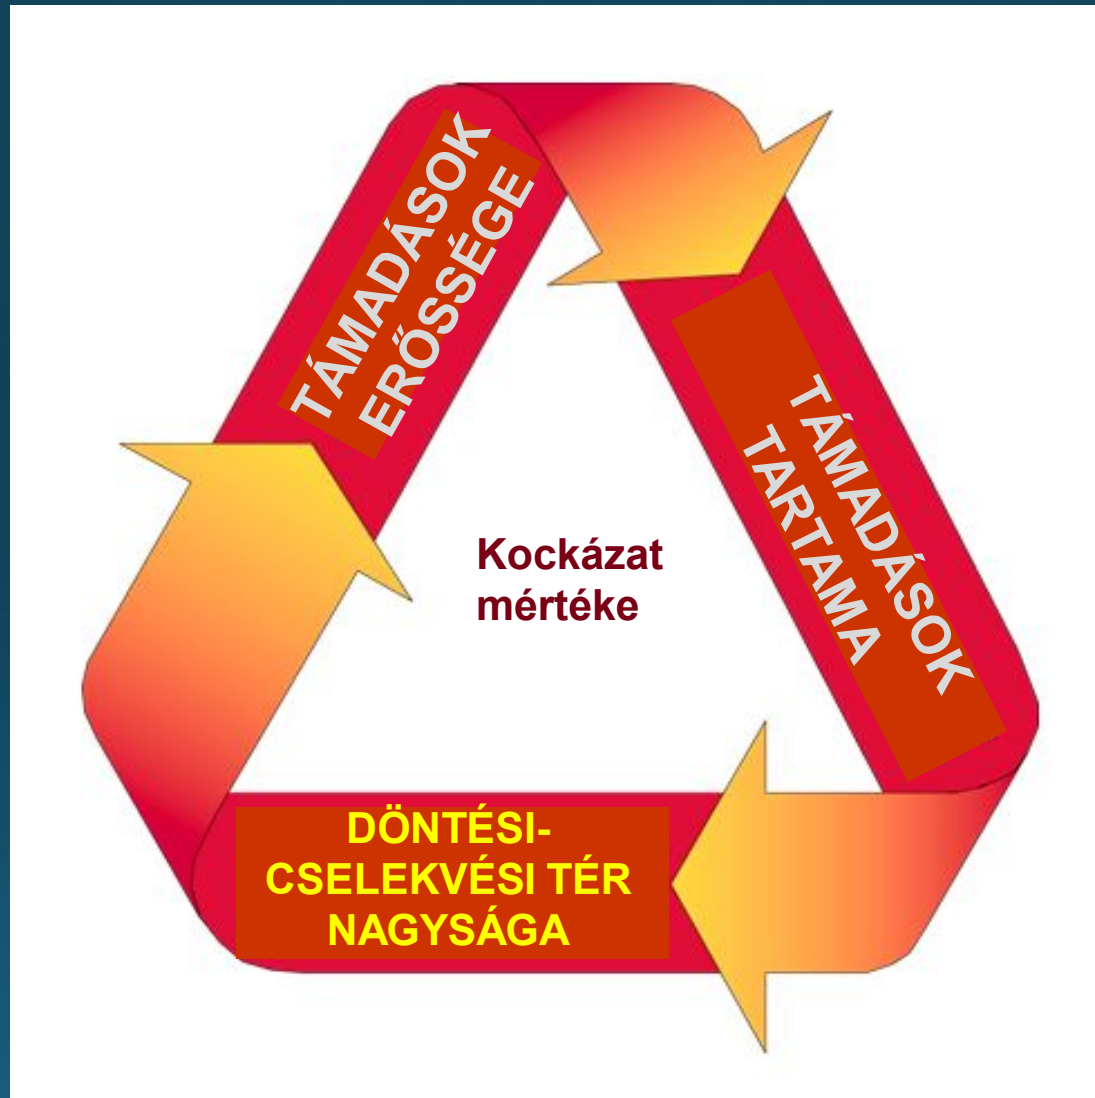 TÁMADÁSOK
ERŐSSÉGE
TÁMADÁSOK
TARTAMA
Kockázat
mértéke
DÖNTÉSI-
CSELEKVÉSI TÉR
NAGYSÁGA